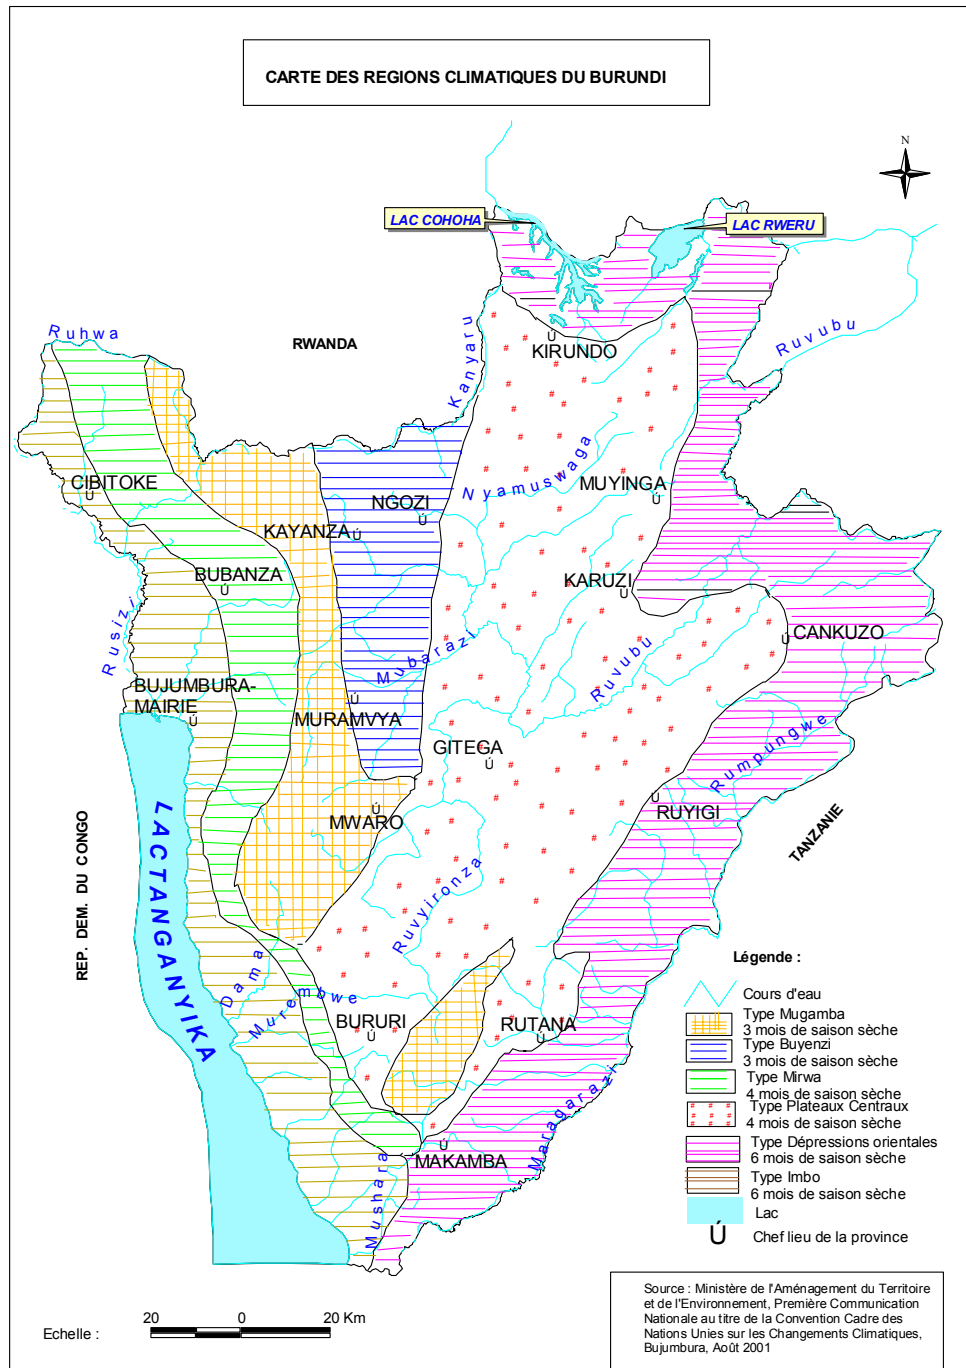 CARTE DES REGIONS CLIMATIQUES DU BURUNDI
N
LAC COHOHA
LAC RWERU
Ruhwa
RWANDA
Kanyaru
Ruvubu
KIRUNDO
Ú
CIBITOKE
Ú
NGOZI
Ú
Nyamuswaga
MUYINGA
Ú
KAYANZA
Ú
BUBANZA
Ú
KARUZI
Ú
Rusizi
Mubarazi
Ruvubu
CANKUZO
Ú
BUJUMBURA-
MAIRIE
Ú
MURAMVYA
Ú
GITEGA
Ú
Rumpungwe
MWARO
Ú
RUYIGI
Ú
TANZANIE
REP. DEM. DU CONGO
LAC TANGANYIKA
Ruvyironza
Dama
Murembwe
BURURI
Ú
RUTANA
Ú
Maragarazi
MAKAMBA
Ú
Mushara
Légende :
Cours d'eau
Type Mugamba
3 mois de saison sèche
Type Buyenzi
3 mois de saison sèche
Type Mirwa
4 mois de saison sèche
Type Plateaux Centraux
4 mois de saison sèche
Type Dépressions orientales
6 mois de saison sèche
Type Imbo
6 mois de saison sèche
Lac
Ú Chef lieu de la province
Echelle :
20 0 20 Km
Source : Ministère de l'Aménagement du Territoire
et de l'Environnement, Première Communication
Nationale au titre de la Convention Cadre des
Nations Unies sur les Changements Climatiques,
Bujumbura, Août 2001